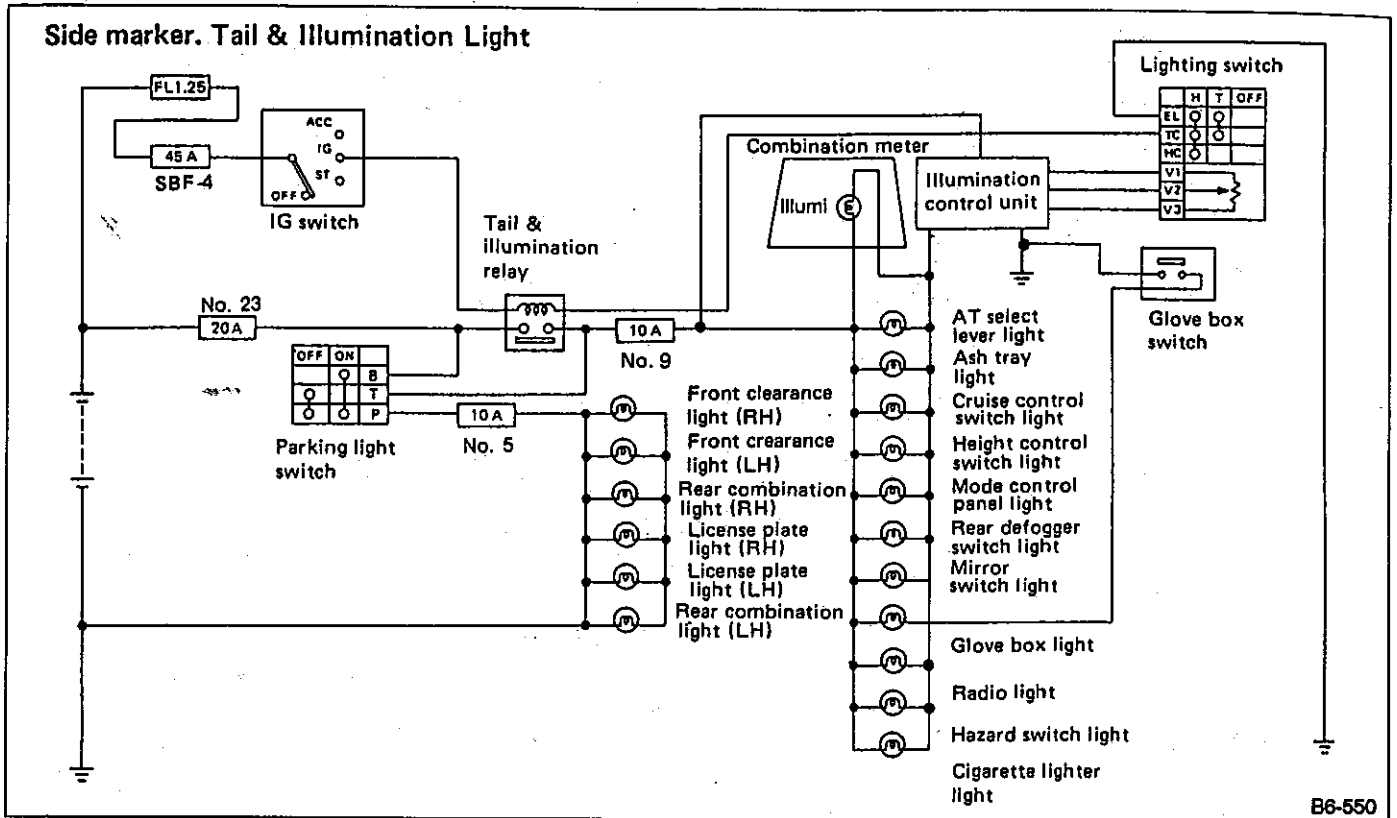 Side marker. Tail & Illumination Light
FL1.25
45 A
SBF-4
ACC
IG
ST
OFF
IG switch
Tail &
illumination
relay
No. 23
20A
OFF ON
B
T
P
Parking light
switch
10 A
No. 5
10 A
No. 9
Front clearance
light (RH)
Front crearance
light (LH)
Rear combination
light (RH)
License plate
light (RH)
License plate
light (LH)
Rear combination
light (LH)
Combination meter
Illumi
Illumination
control unit
Lighting switch
H T OFF
EL
TC
HC
V1
V2
V3
Glove box
switch
AT select
lever light
Ash tray
light
Cruise control
switch light
Height control
switch light
Mode control
panel light
Rear defogger
switch light
Mirror
switch light
Glove box light
Radio light
Hazard switch light
Cigarette lighter
light
B6-550